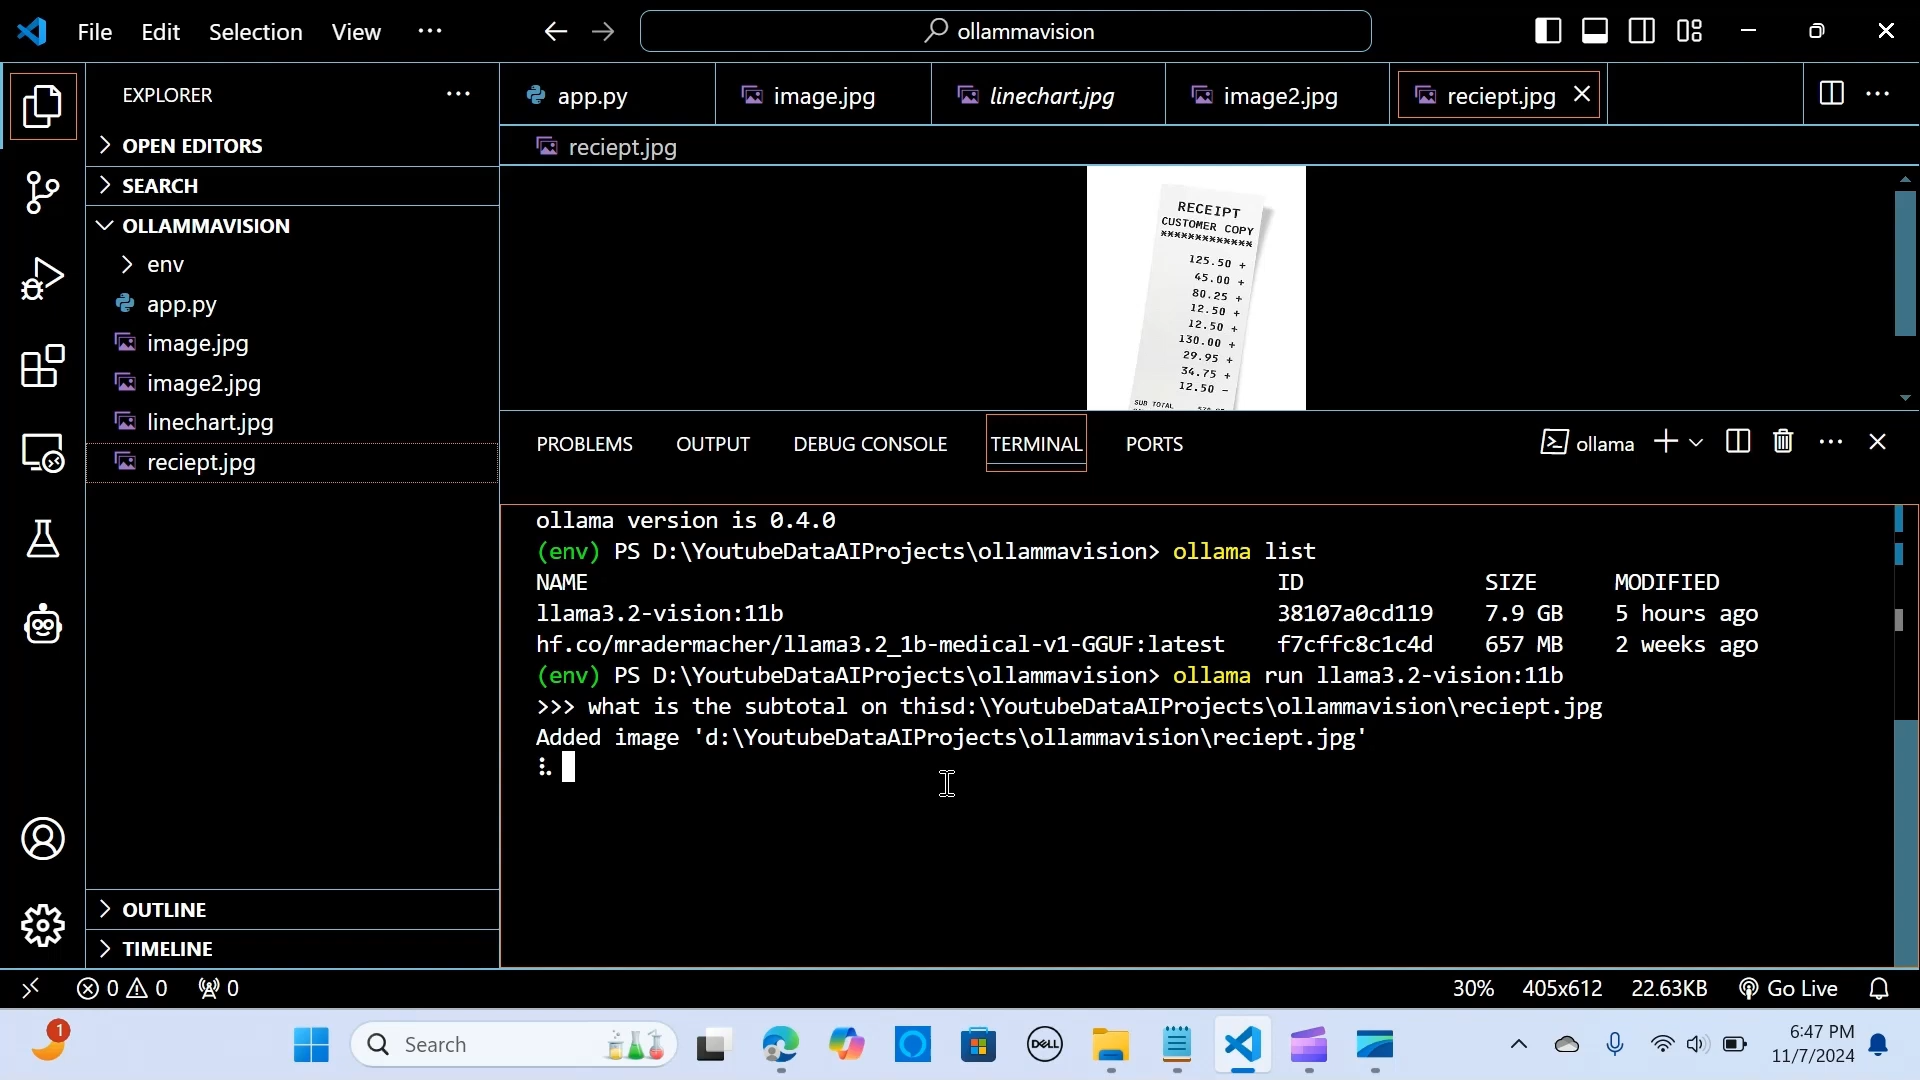 File Edit Selection View ···
ollammavision
EXPLORER
OPEN EDITORS
SEARCH
OLLAMMAVISION
env
app.py
image.jpg
image2.jpg
linechart.jpg
reciept.jpg
OUTLINE
TIMELINE
app.py image.jpg linechart.jpg image2.jpg reciept.jpg
reciept.jpg
RECEIPT
CUSTOMER COPY
*************
125.50 +
45.00 +
80.25 +
12.50 +
12.50 +
130.00 +
29.95 +
34.75 +
12.50 -
SUB TOTAL
PROBLEMS OUTPUT DEBUG CONSOLE TERMINAL PORTS
ollama
ollama version is 0.4.0
(env) PS D:\YoutubeDataAIProjects\ollammavision> ollama list
NAME ID SIZE MODIFIED
llama3.2-vision:11b 38107a0cd119 7.9 GB 5 hours ago
hf.co/mradermacher/llama3.2_1b-medical-v1-GGUF:latest f7cffc8c1c4d 657 MB 2 weeks ago
(env) PS D:\YoutubeDataAIProjects\ollammavision> ollama run llama3.2-vision:11b
>>> what is the subtotal on thisd:\YoutubeDataAIProjects\ollammavision\reciept.jpg
Added image 'd:\YoutubeDataAIProjects\ollammavision\reciept.jpg'
0 0 0 30% 405x612 22.63KB Go Live
1
Search
DELL
6:47 PM
11/7/2024